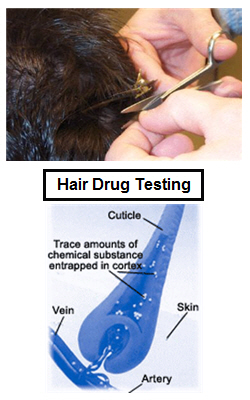 Hair Drug Testing
Cuticle
Trace amounts of
chemical substance
entrapped in cortex
Skin
Vein
Artery